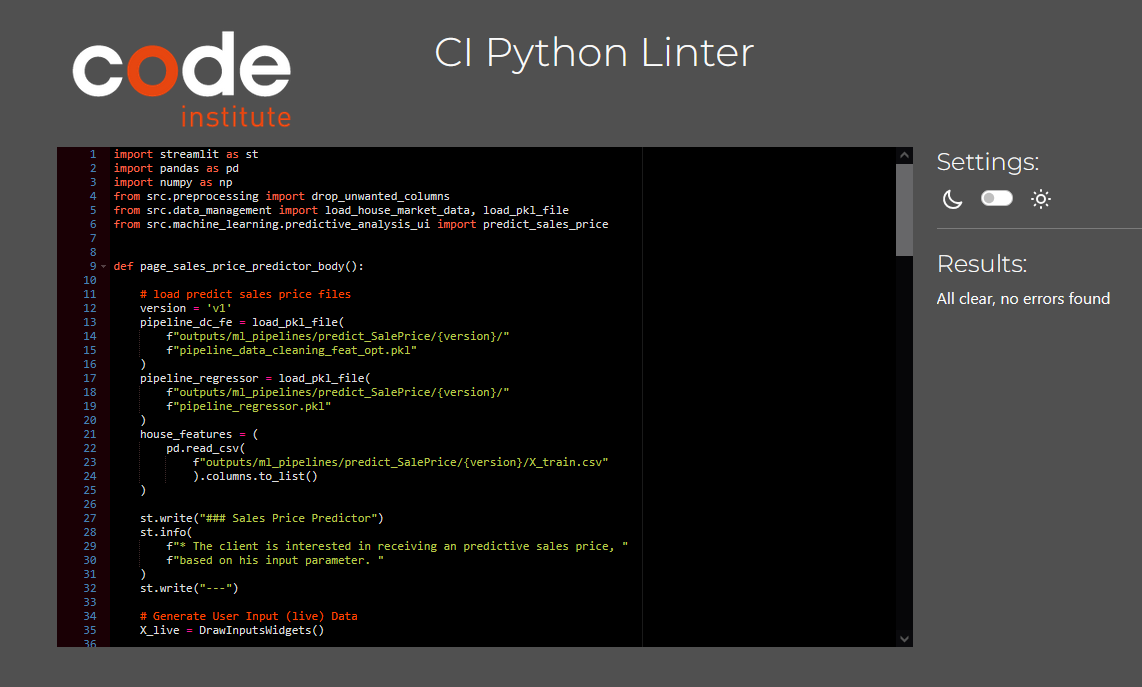 code
institute
CI Python Linter
1 import streamlit as st
2 import pandas as pd
3 import numpy as np
4 from src.preprocessing import drop_unwanted_columns
5 from src.data_management import load_house_market_data, load_pkl_file
6 from src.machine_learning.predictive_analysis_ui import predict_sales_price
7
8
9 def page_sales_price_predictor_body():
10
11     # load predict sales price files
12     version = 'v1'
13     pipeline_dc_fe = load_pkl_file(
14         f"outputs/ml_pipelines/predict_SalePrice/{version}/"
15         f"pipeline_data_cleaning_feat_opt.pkl"
16     )
17     pipeline_regressor = load_pkl_file(
18         f"outputs/ml_pipelines/predict_SalePrice/{version}/"
19         f"pipeline_regressor.pkl"
20     )
21     house_features = (
22         pd.read_csv(
23             f"outputs/ml_pipelines/predict_SalePrice/{version}/X_train.csv"
24             ).columns.to_list()
25     )
26
27     st.write("### Sales Price Predictor")
28     st.info(
29         f"* The client is interested in receiving an predictive sales price, "
30         f"based on his input parameter. "
31     )
32     st.write("---")
33
34     # Generate User Input (live) Data
35     X_live = DrawInputsWidgets()
36
Settings:
Results:
All clear, no errors found